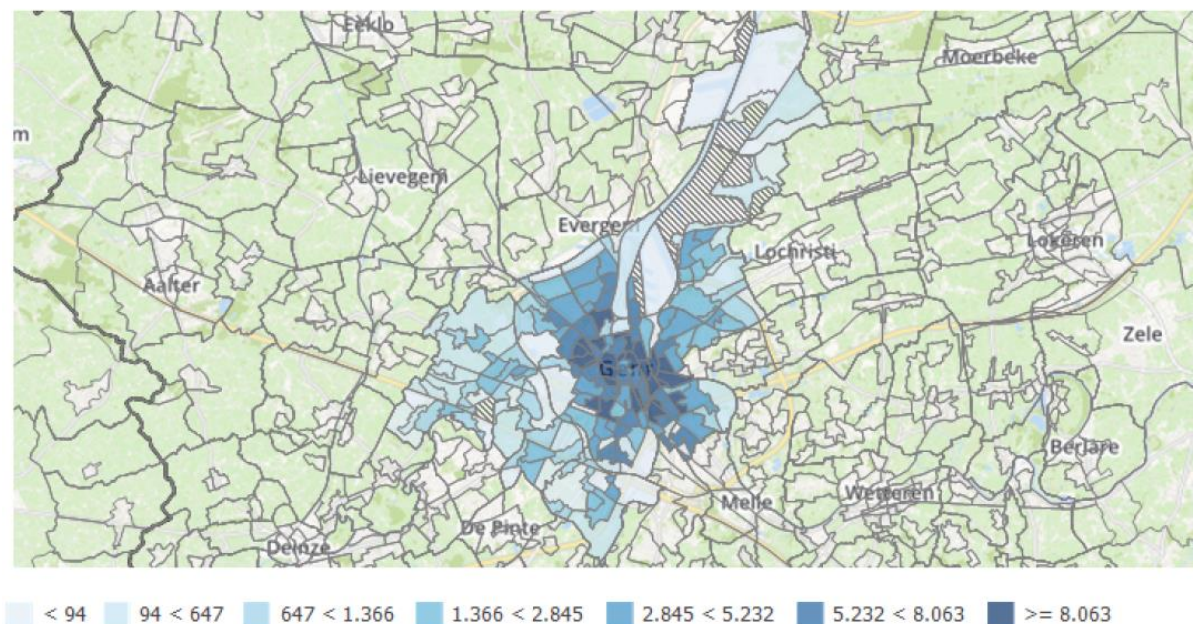 Eeklo
Moerbeke
m
Lievegem
Evergem
Lochristi
Lokeren
Aalter
Zele
Gent
Berlare
Melle
Wetteren
De Pinte
Deinze
< 94 94 < 647 647 < 1.366 1.366 < 2.845 2.845 < 5.232 5.232 < 8.063 >= 8.063